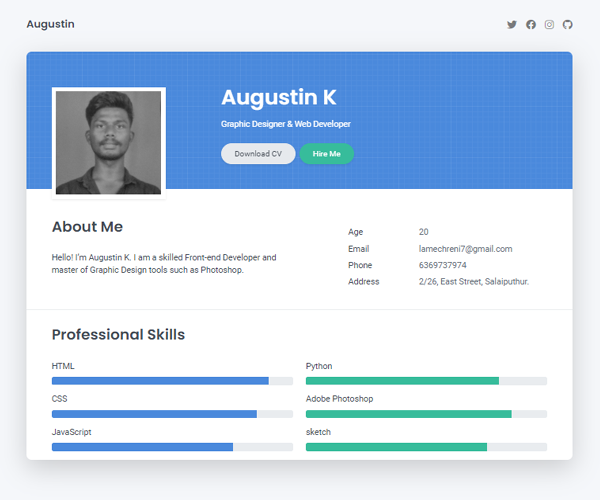 Augustin
Augustin K
Graphic Designer & Web Developer
Download CV
Hire Me
About Me
Hello! I'm Augustin K. I am a skilled Front-end Developer and
master of Graphic Design tools such as Photoshop.
Age 20
Email lamechreni7@gmail.com
Phone 6369737974
Address 2/26, East Street, Salaiputhur.
Professional Skills
HTML
Python
CSS
Adobe Photoshop
JavaScript
sketch